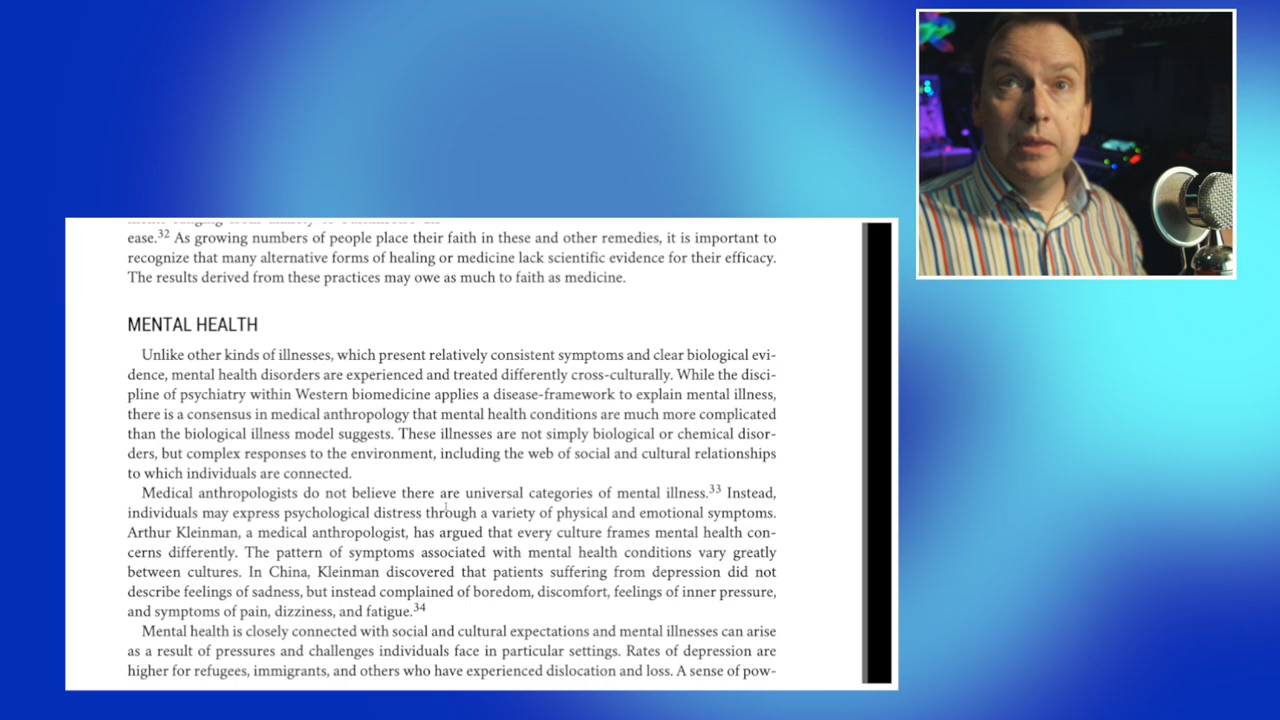 ease.32 As growing numbers of people place their faith in these and other remedies, it is important to
recognize that many alternative forms of healing or medicine lack scientific evidence for their efficacy.
The results derived from these practices may owe as much to faith as medicine.
MENTAL HEALTH
Unlike other kinds of illnesses, which present relatively consistent symptoms and clear biological evi-
dence, mental health disorders are experienced and treated differently cross-culturally. While the disci-
pline of psychiatry within Western biomedicine applies a disease-framework to explain mental illness,
there is a consensus in medical anthropology that mental health conditions are much more complicated
than the biological illness model suggests. These illnesses are not simply biological or chemical disor-
ders, but complex responses to the environment, including the web of social and cultural relationships
to which individuals are connected.
Medical anthropologists do not believe there are universal categories of mental illness.33 Instead,
individuals may express psychological distress through a variety of physical and emotional symptoms.
Arthur Kleinman, a medical anthropologist, has argued that every culture frames mental health con-
cerns differently. The pattern of symptoms associated with mental health conditions vary greatly
between cultures. In China, Kleinman discovered that patients suffering from depression did not
describe feelings of sadness, but instead complained of boredom, discomfort, feelings of inner pressure,
and symptoms of pain, dizziness, and fatigue.34
Mental health is closely connected with social and cultural expectations and mental illnesses can arise
as a result of pressures and challenges individuals face in particular settings. Rates of depression are
higher for refugees, immigrants, and others who have experienced dislocation and loss. A sense of pow-